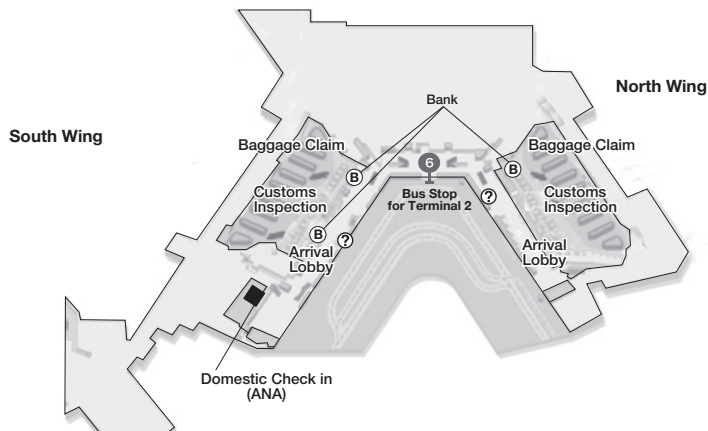 Bank
North Wing
South Wing
Baggage Claim
Baggage Claim
6
B
B
Customs
Inspection
Bus Stop
for Terminal 2
?
Customs
Inspection
B
?
Arrival
Lobby
Arrival
Lobby
Domestic Check in
(ANA)